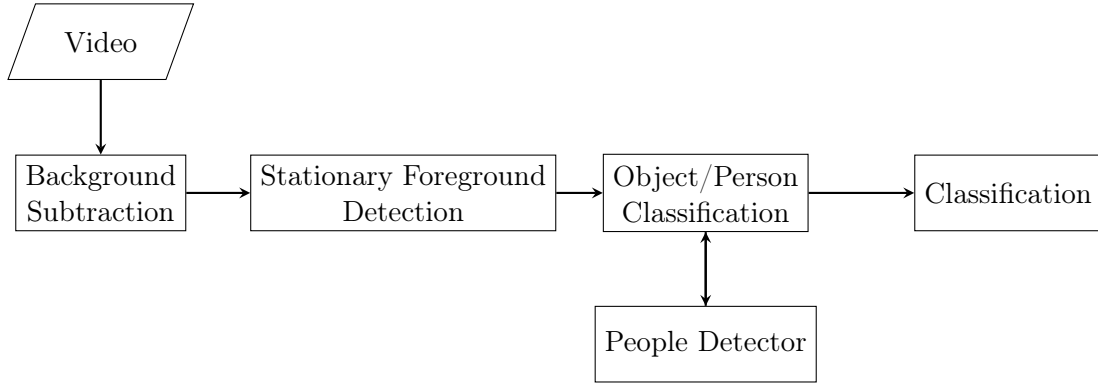 Video
Background
Subtraction
Stationary Foreground
Detection
Object/Person
Classification
Classification
People Detector